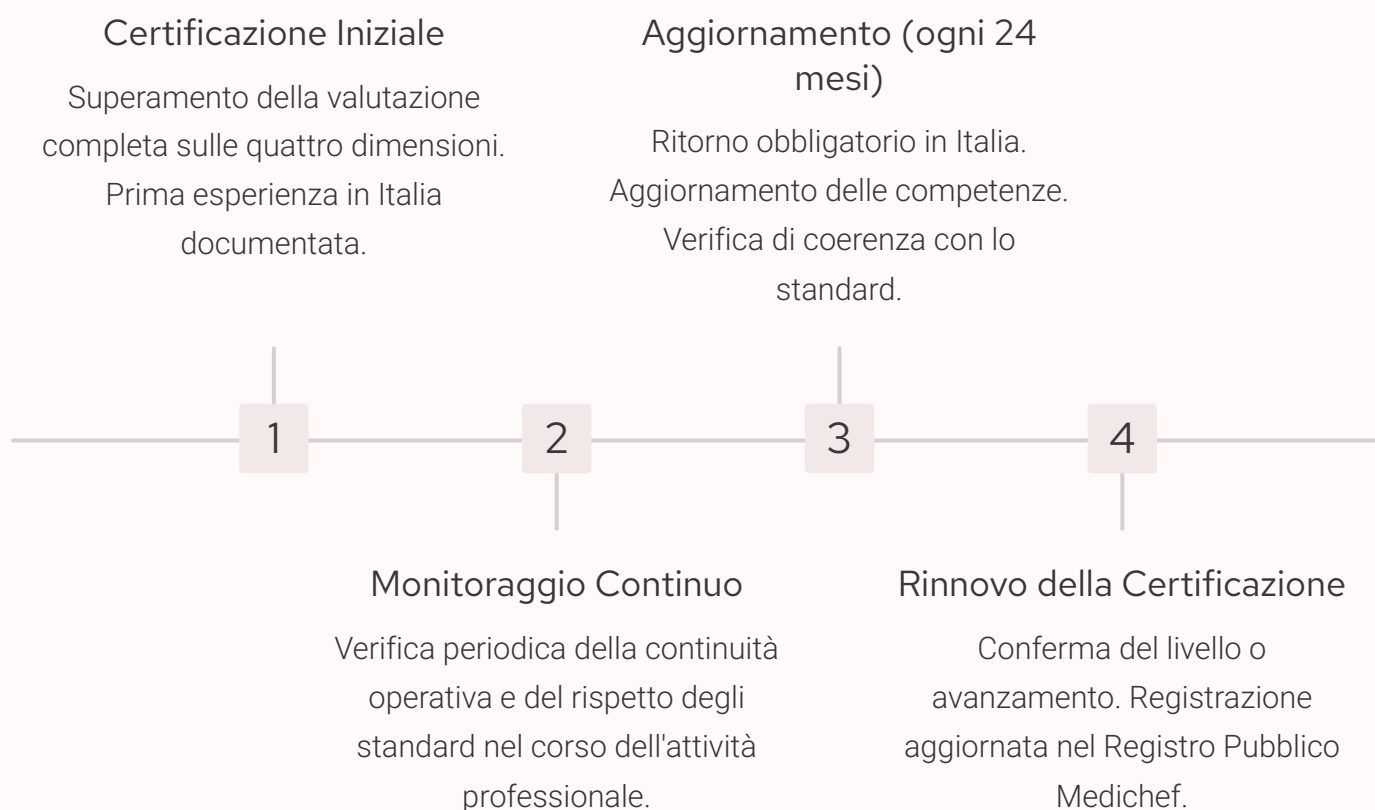 Certificazione Iniziale
Superamento della valutazione
completa sulle quattro dimensioni.
Prima esperienza in Italia
documentata.
Aggiornamento (ogni 24
mesi)
Ritorno obbligatorio in Italia.
Aggiornamento delle competenze.
Verifica di coerenza con lo
standard.
1
2
3
4
Monitoraggio Continuo
Verifica periodica della continuità
operativa e del rispetto degli
standard nel corso dell'attività
professionale.
Rinnovo della Certificazione
Conferma del livello o
avanzamento. Registrazione
aggiornata nel Registro Pubblico
Medichef.